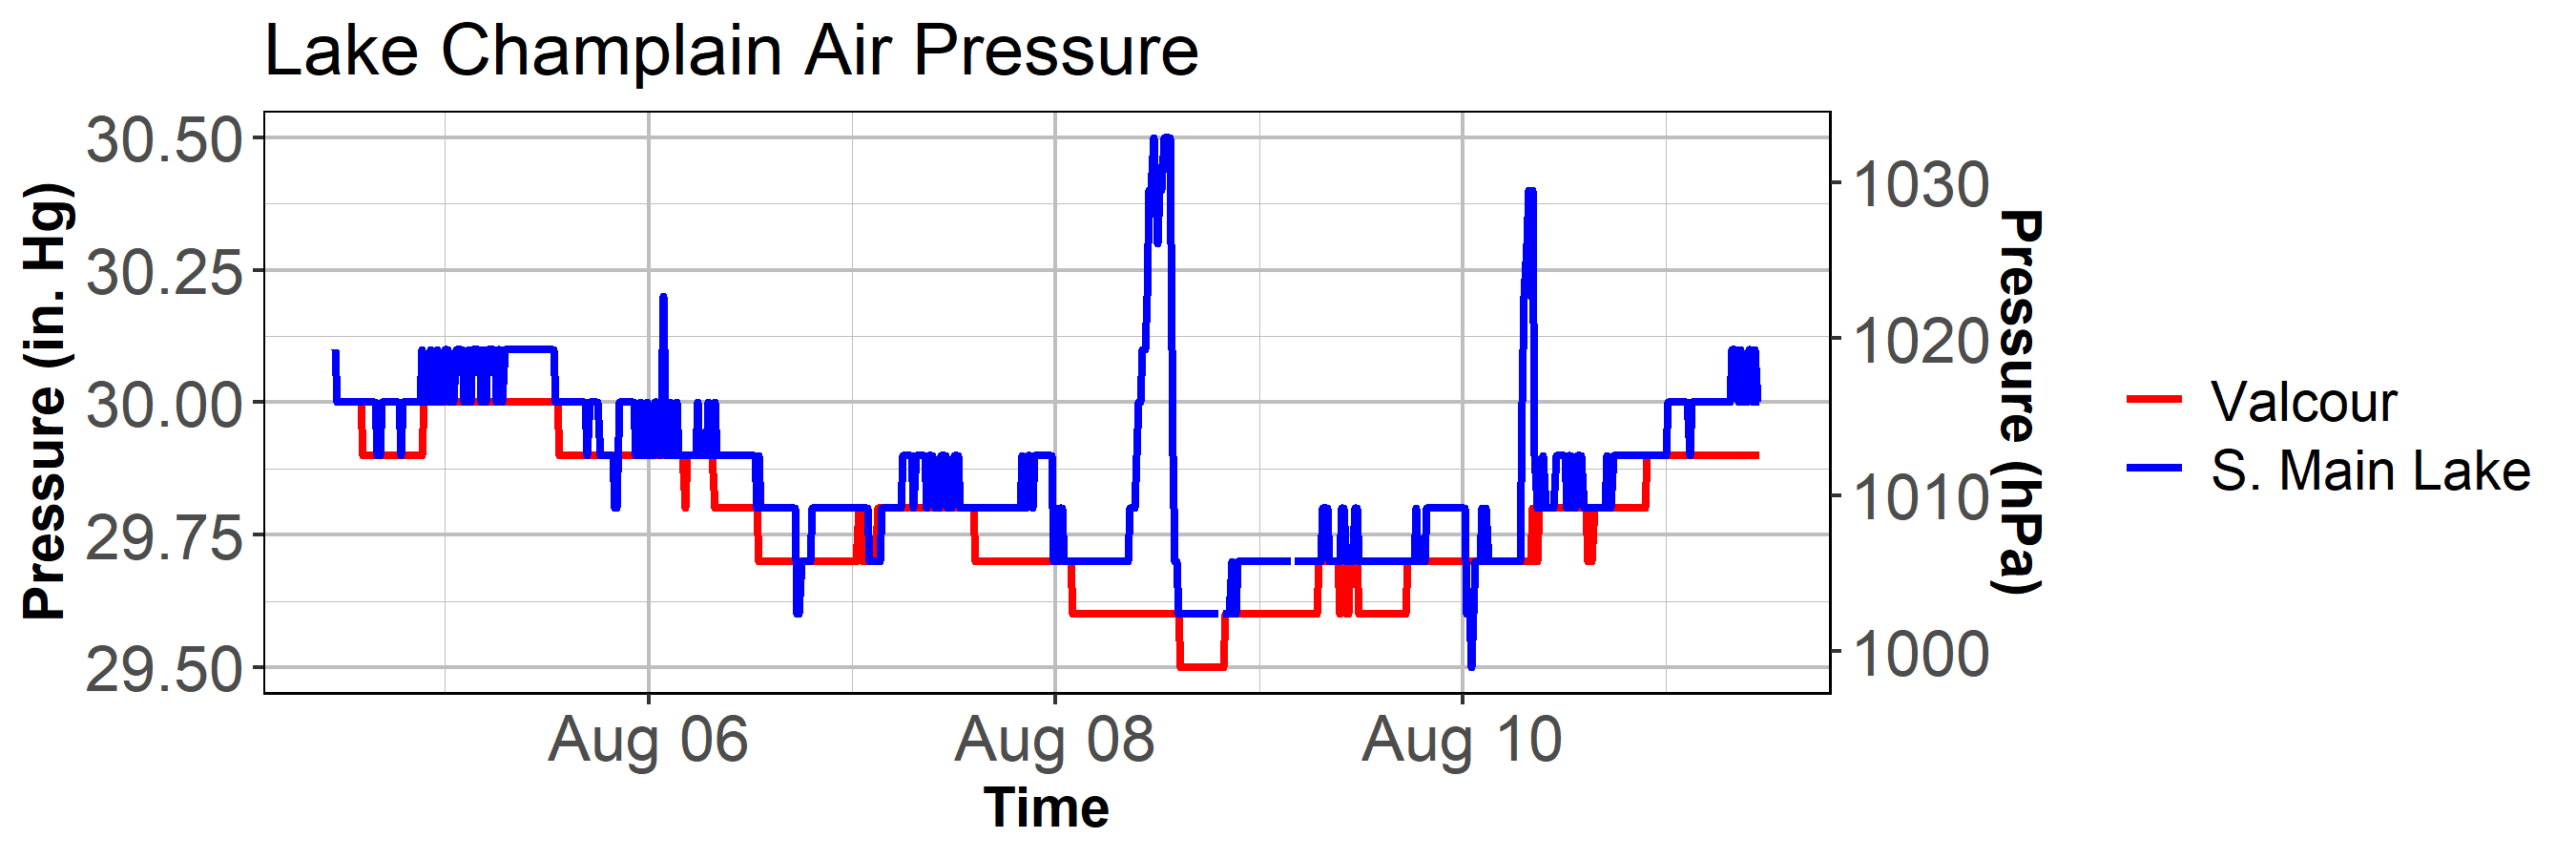 Lake Champlain Air Pressure
Pressure (in. Hg)
30.50
30.25
30.00
29.75
29.50
1030
1020
1010
1000
Pressure (hPa)
Aug 06
Aug 08
Aug 10
Time
Valcour
S. Main Lake